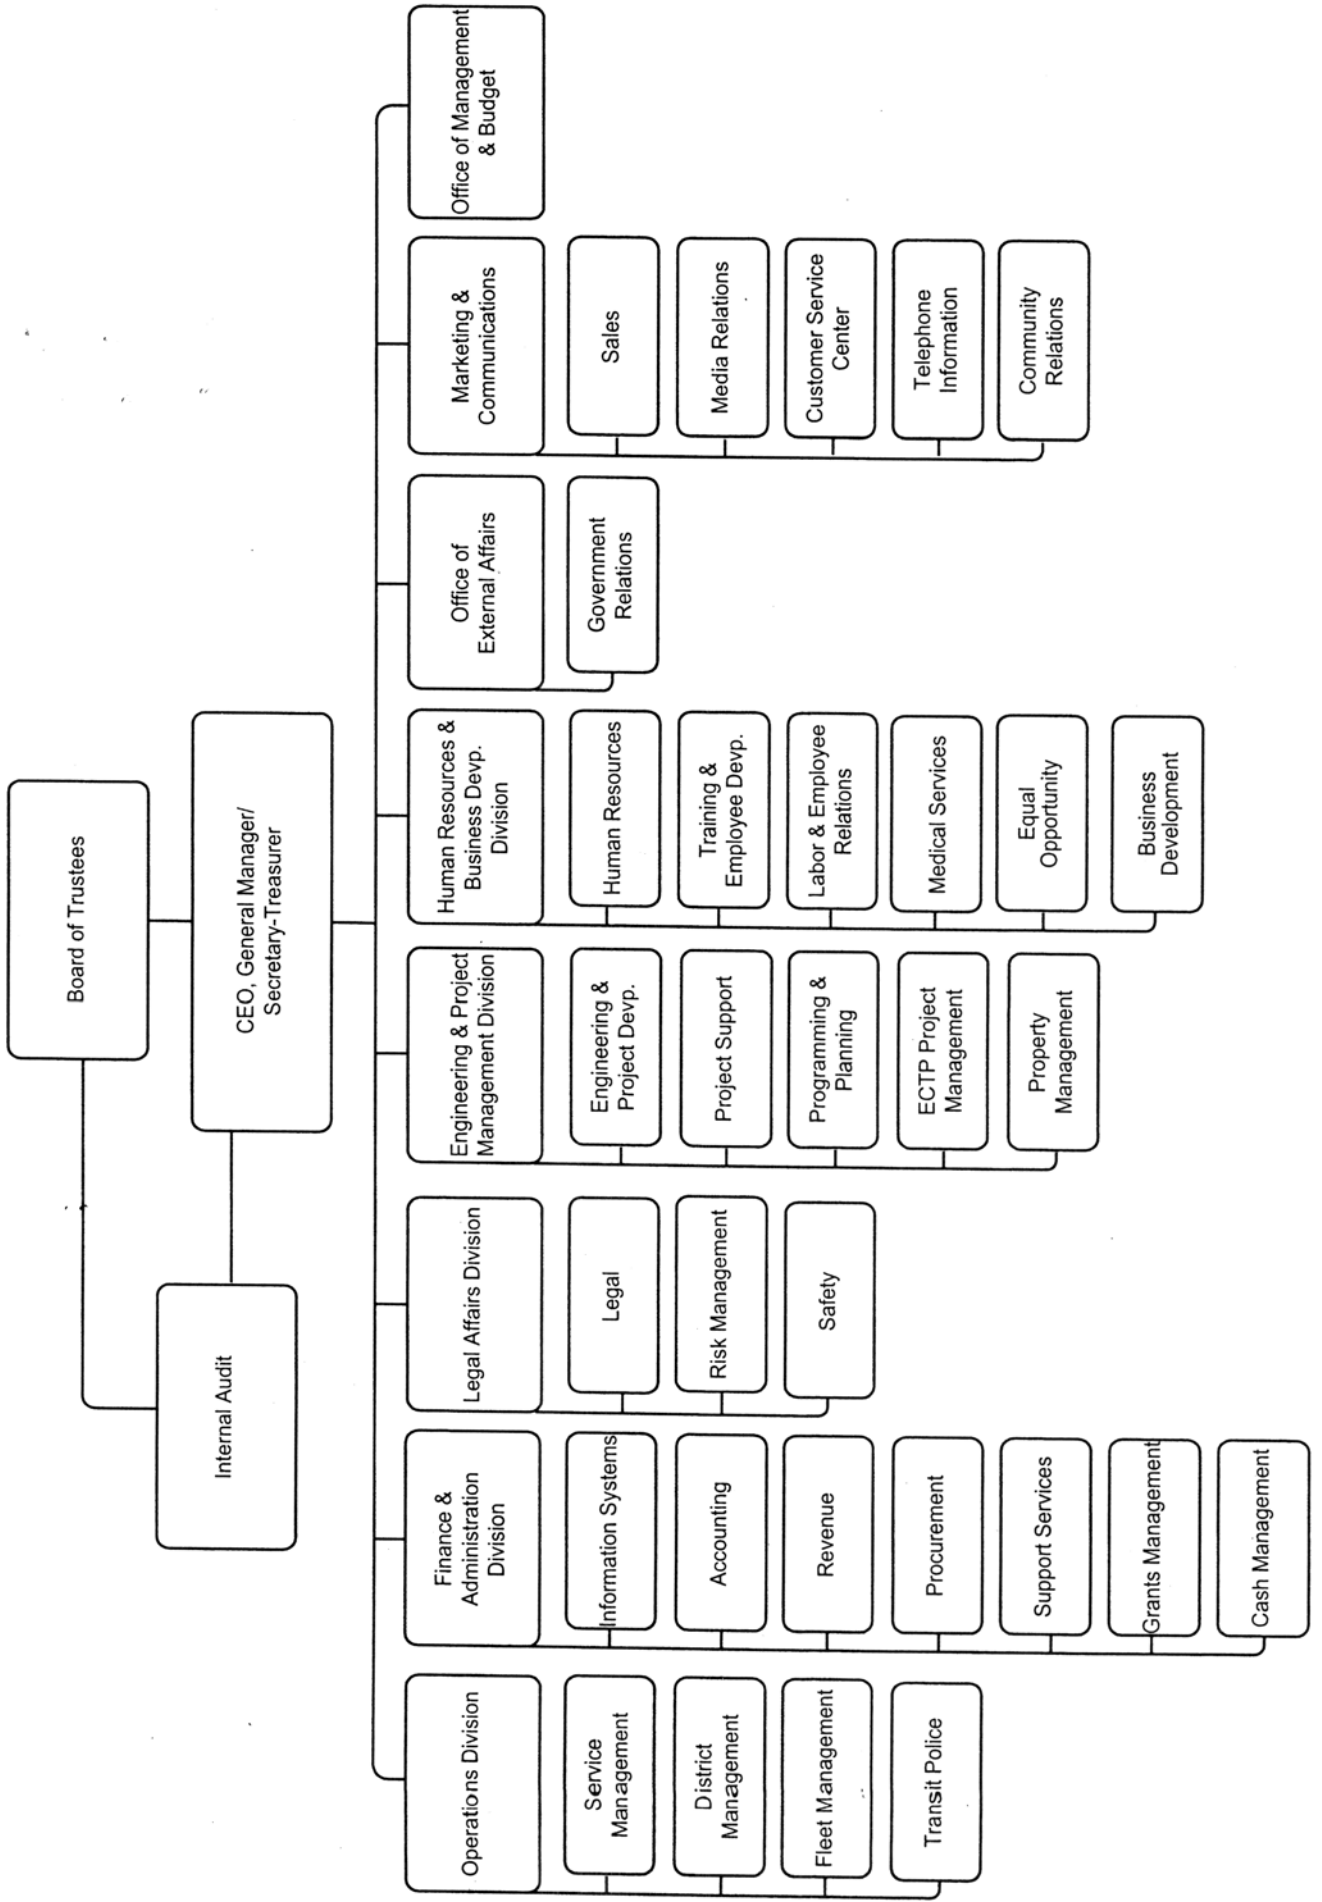 Board of Trustees
CEO, General Manager/
Secretary-Treasurer
Internal Audit
Operations Division
Service
Management
District
Management
Fleet Management
Transit Police
Finance &
Administration
Division
Information Systems
Accounting
Revenue
Procurement
Support Services
Grants Management
Cash Management
Legal Affairs Division
Legal
Risk Management
Safety
Engineering & Project
Management Division
Engineering &
Project Devp.
Project Support
Programming &
Planning
ECTP Project
Management
Property
Management
Human Resources &
Business Devp.
Division
Human Resources
Training &
Employee Devp.
Labor & Employee
Relations
Medical Services
Equal
Opportunity
Business
Development
Office of
External Affairs
Government
Relations
Marketing &
Communications
Sales
Media Relations
Customer Service
Center
Telephone
Information
Community
Relations
Office of Management
& Budget